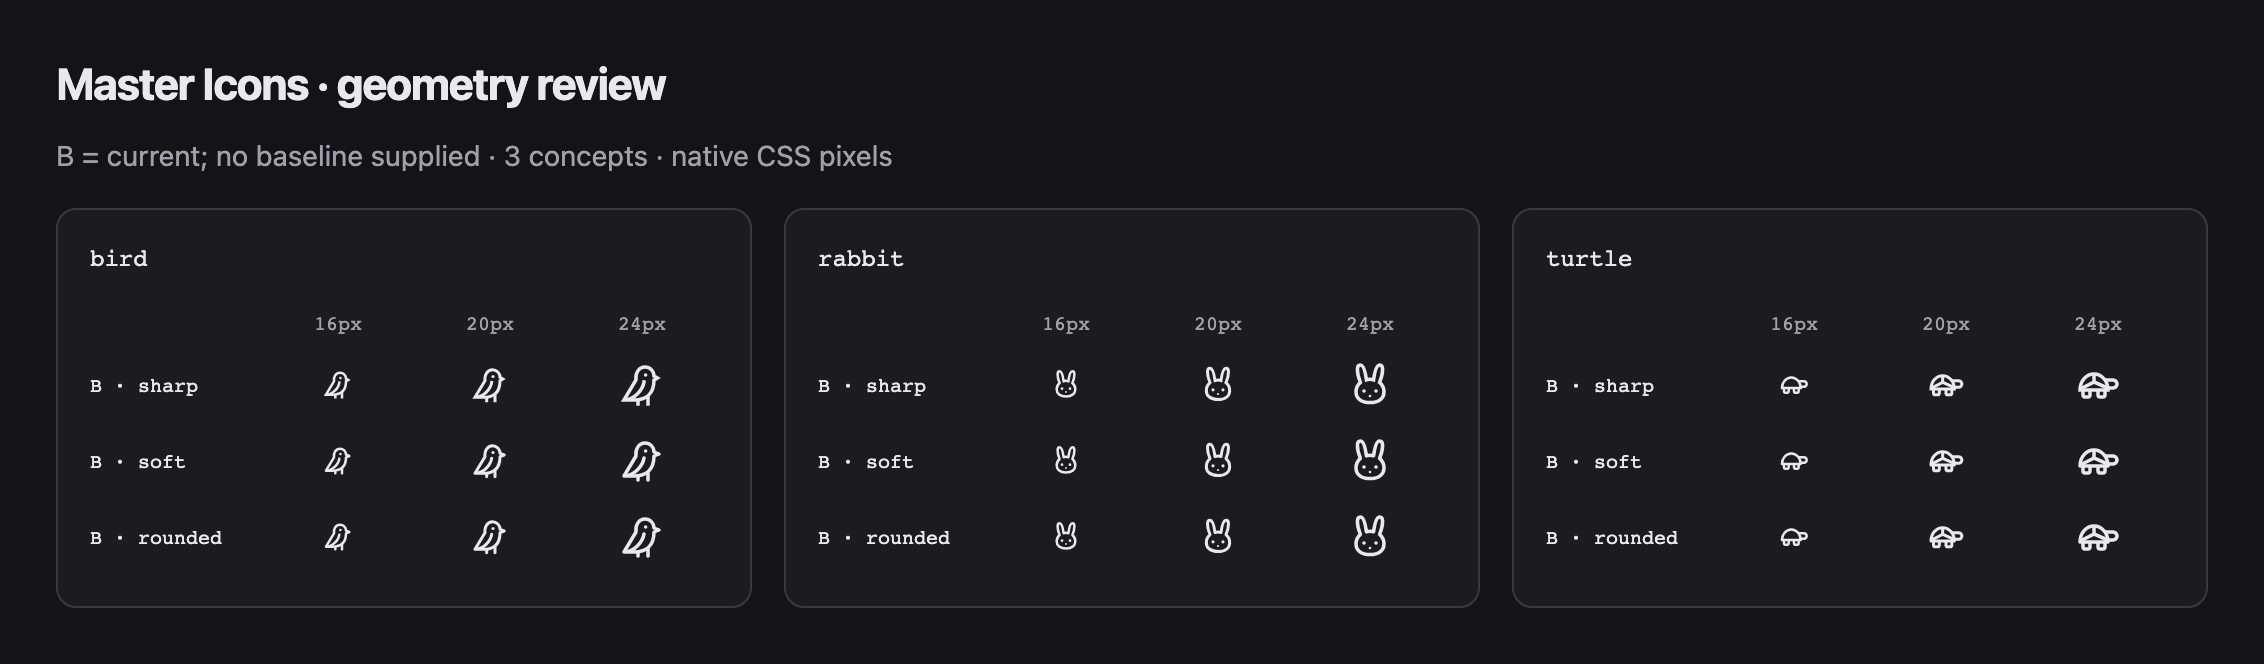 Master Icons · geometry review
B = current; no baseline supplied · 3 concepts · native CSS pixels
bird
16px 20px 24px
B · sharp
B · soft
B · rounded
rabbit
16px 20px 24px
B · sharp
B · soft
B · rounded
turtle
16px 20px 24px
B · sharp
B · soft
B · rounded